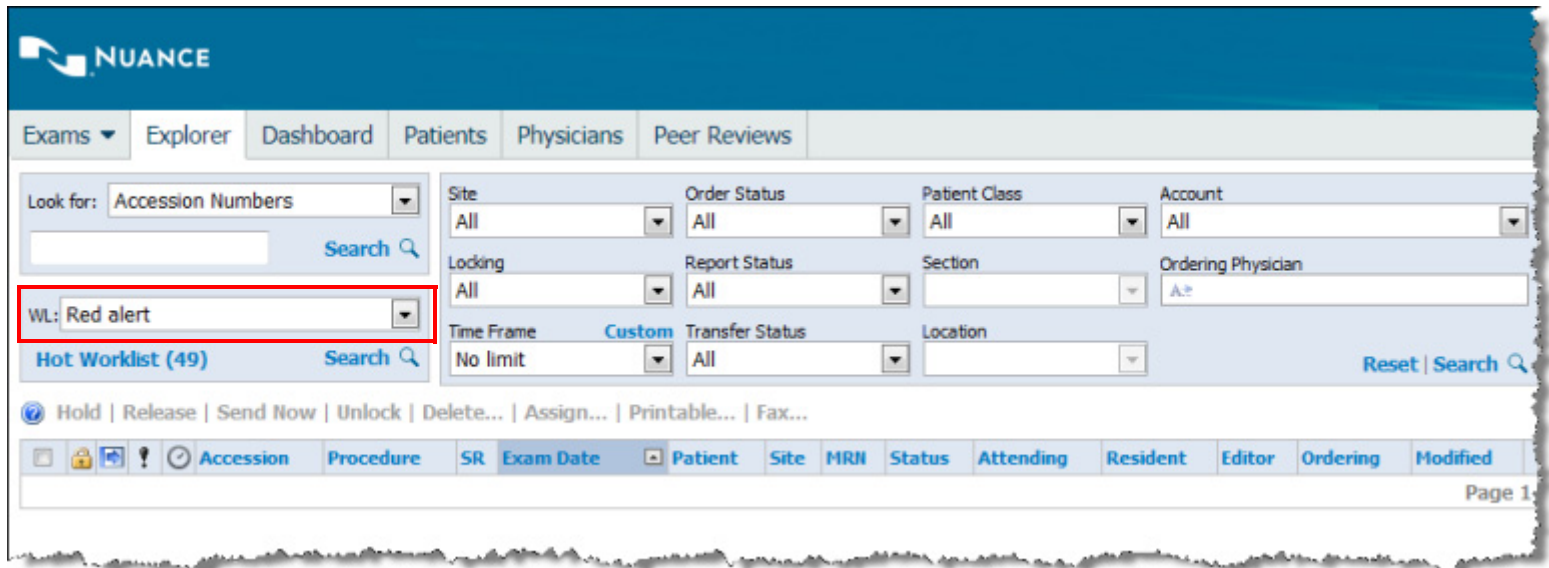 NUANCE
Exams Explorer Dashboard Patients Physicians Peer Reviews
Look for: Accession Numbers
Search
WL: Red alert
Hot Worklist (49) Search
Site Order Status Patient Class Account
All All All All
Locking Report Status Section Ordering Physician
All All
Time Frame Custom Transfer Status Location
No limit All
Reset | Search
Hold | Release | Send Now | Unlock | Delete... | Assign... | Printable... | Fax...
Accession Procedure SR Exam Date Patient Site MRN Status Attending Resident Editor Ordering Modified
Page 1